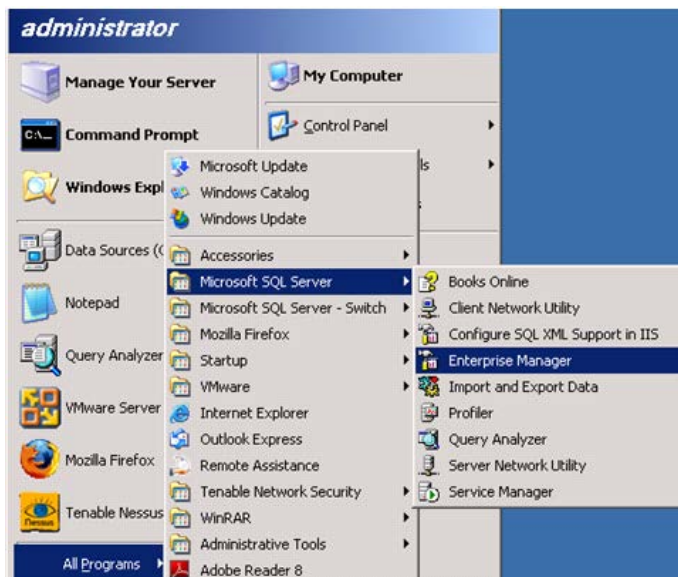 administrator
Manage Your Server
My Computer
C:\_
Command Prompt
Control Panel
Windows Expl
ls
Data Sources (
Notepad
Query Analyzer
VMware Server
Mozilla Firefox
Nessus
Tenable Nessus
All Programs
Microsoft Update
Windows Catalog
Windows Update
Accessories
Microsoft SQL Server
Microsoft SQL Server - Switch
Mozilla Firefox
Startup
VMware
Internet Explorer
Outlook Express
Remote Assistance
Tenable Network Security
WinRAR
Administrative Tools
Adobe Reader 8
Books Online
Client Network Utility
Configure SQL XML Support in IIS
Enterprise Manager
Import and Export Data
Profiler
Query Analyzer
Server Network Utility
Service Manager